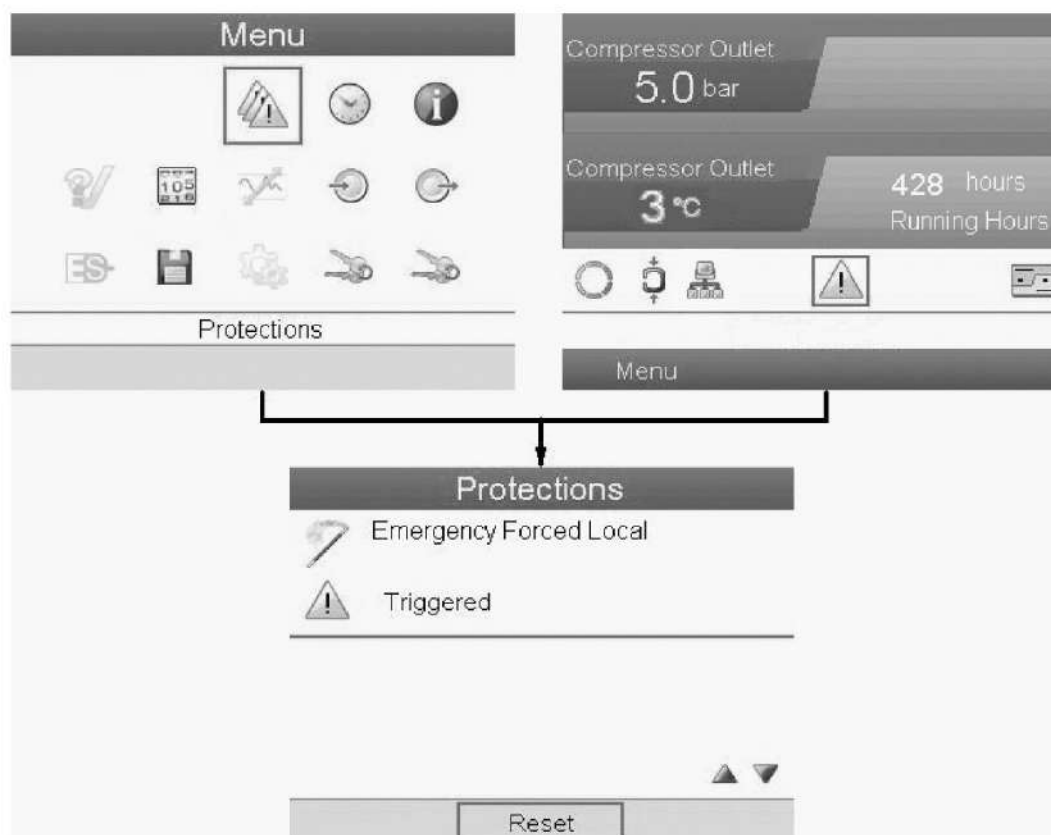 Menu
Protections
Compressor Outlet
5.0 bar
Compressor Outlet
3 °C
428 hours
Running Hours
Menu
Protections
Emergency Forced Local
Triggered
Reset